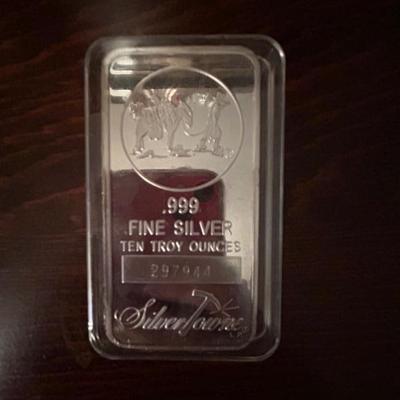 .999
FINE SILVER
TEN TROY OUNCES
297944
SilverTowne